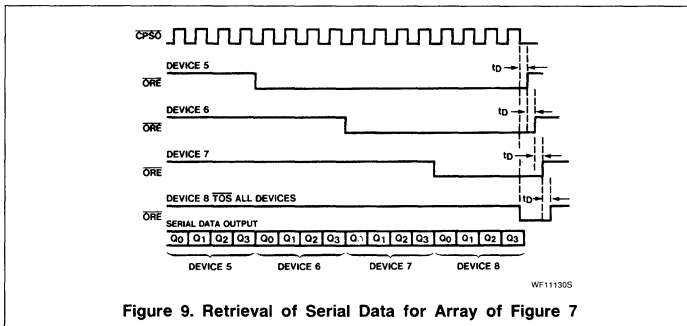 CPSO
DEVICE 5
tD
ORE
DEVICE 6
tD
ORE
DEVICE 7
tD
ORE
DEVICE 8 TOS ALL DEVICES
tD
ORE
SERIAL DATA OUTPUT
Q0 Q1 Q2 Q3 Q0 Q1 Q2 Q3 Q0 Q1 Q2 Q3 Q0 Q1 Q2 Q3
DEVICE 5 DEVICE 6 DEVICE 7 DEVICE 8
WF11130S
Figure 9. Retrieval of Serial Data for Array of Figure 7